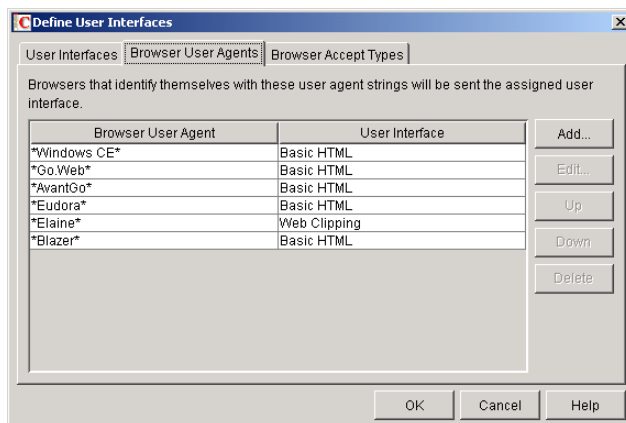 Define User Interfaces
User Interfaces Browser User Agents Browser Accept Types
Browsers that identify themselves with these user agent strings will be sent the assigned user
interface.
Browser User Agent User Interface
*Windows CE* Basic HTML
*Go.Web* Basic HTML
*AvantGo* Basic HTML
*Eudora* Basic HTML
*Elaine* Web Clipping
*Blazer* Basic HTML
Add...
Edit...
Up
Down
Delete
OK Cancel Help